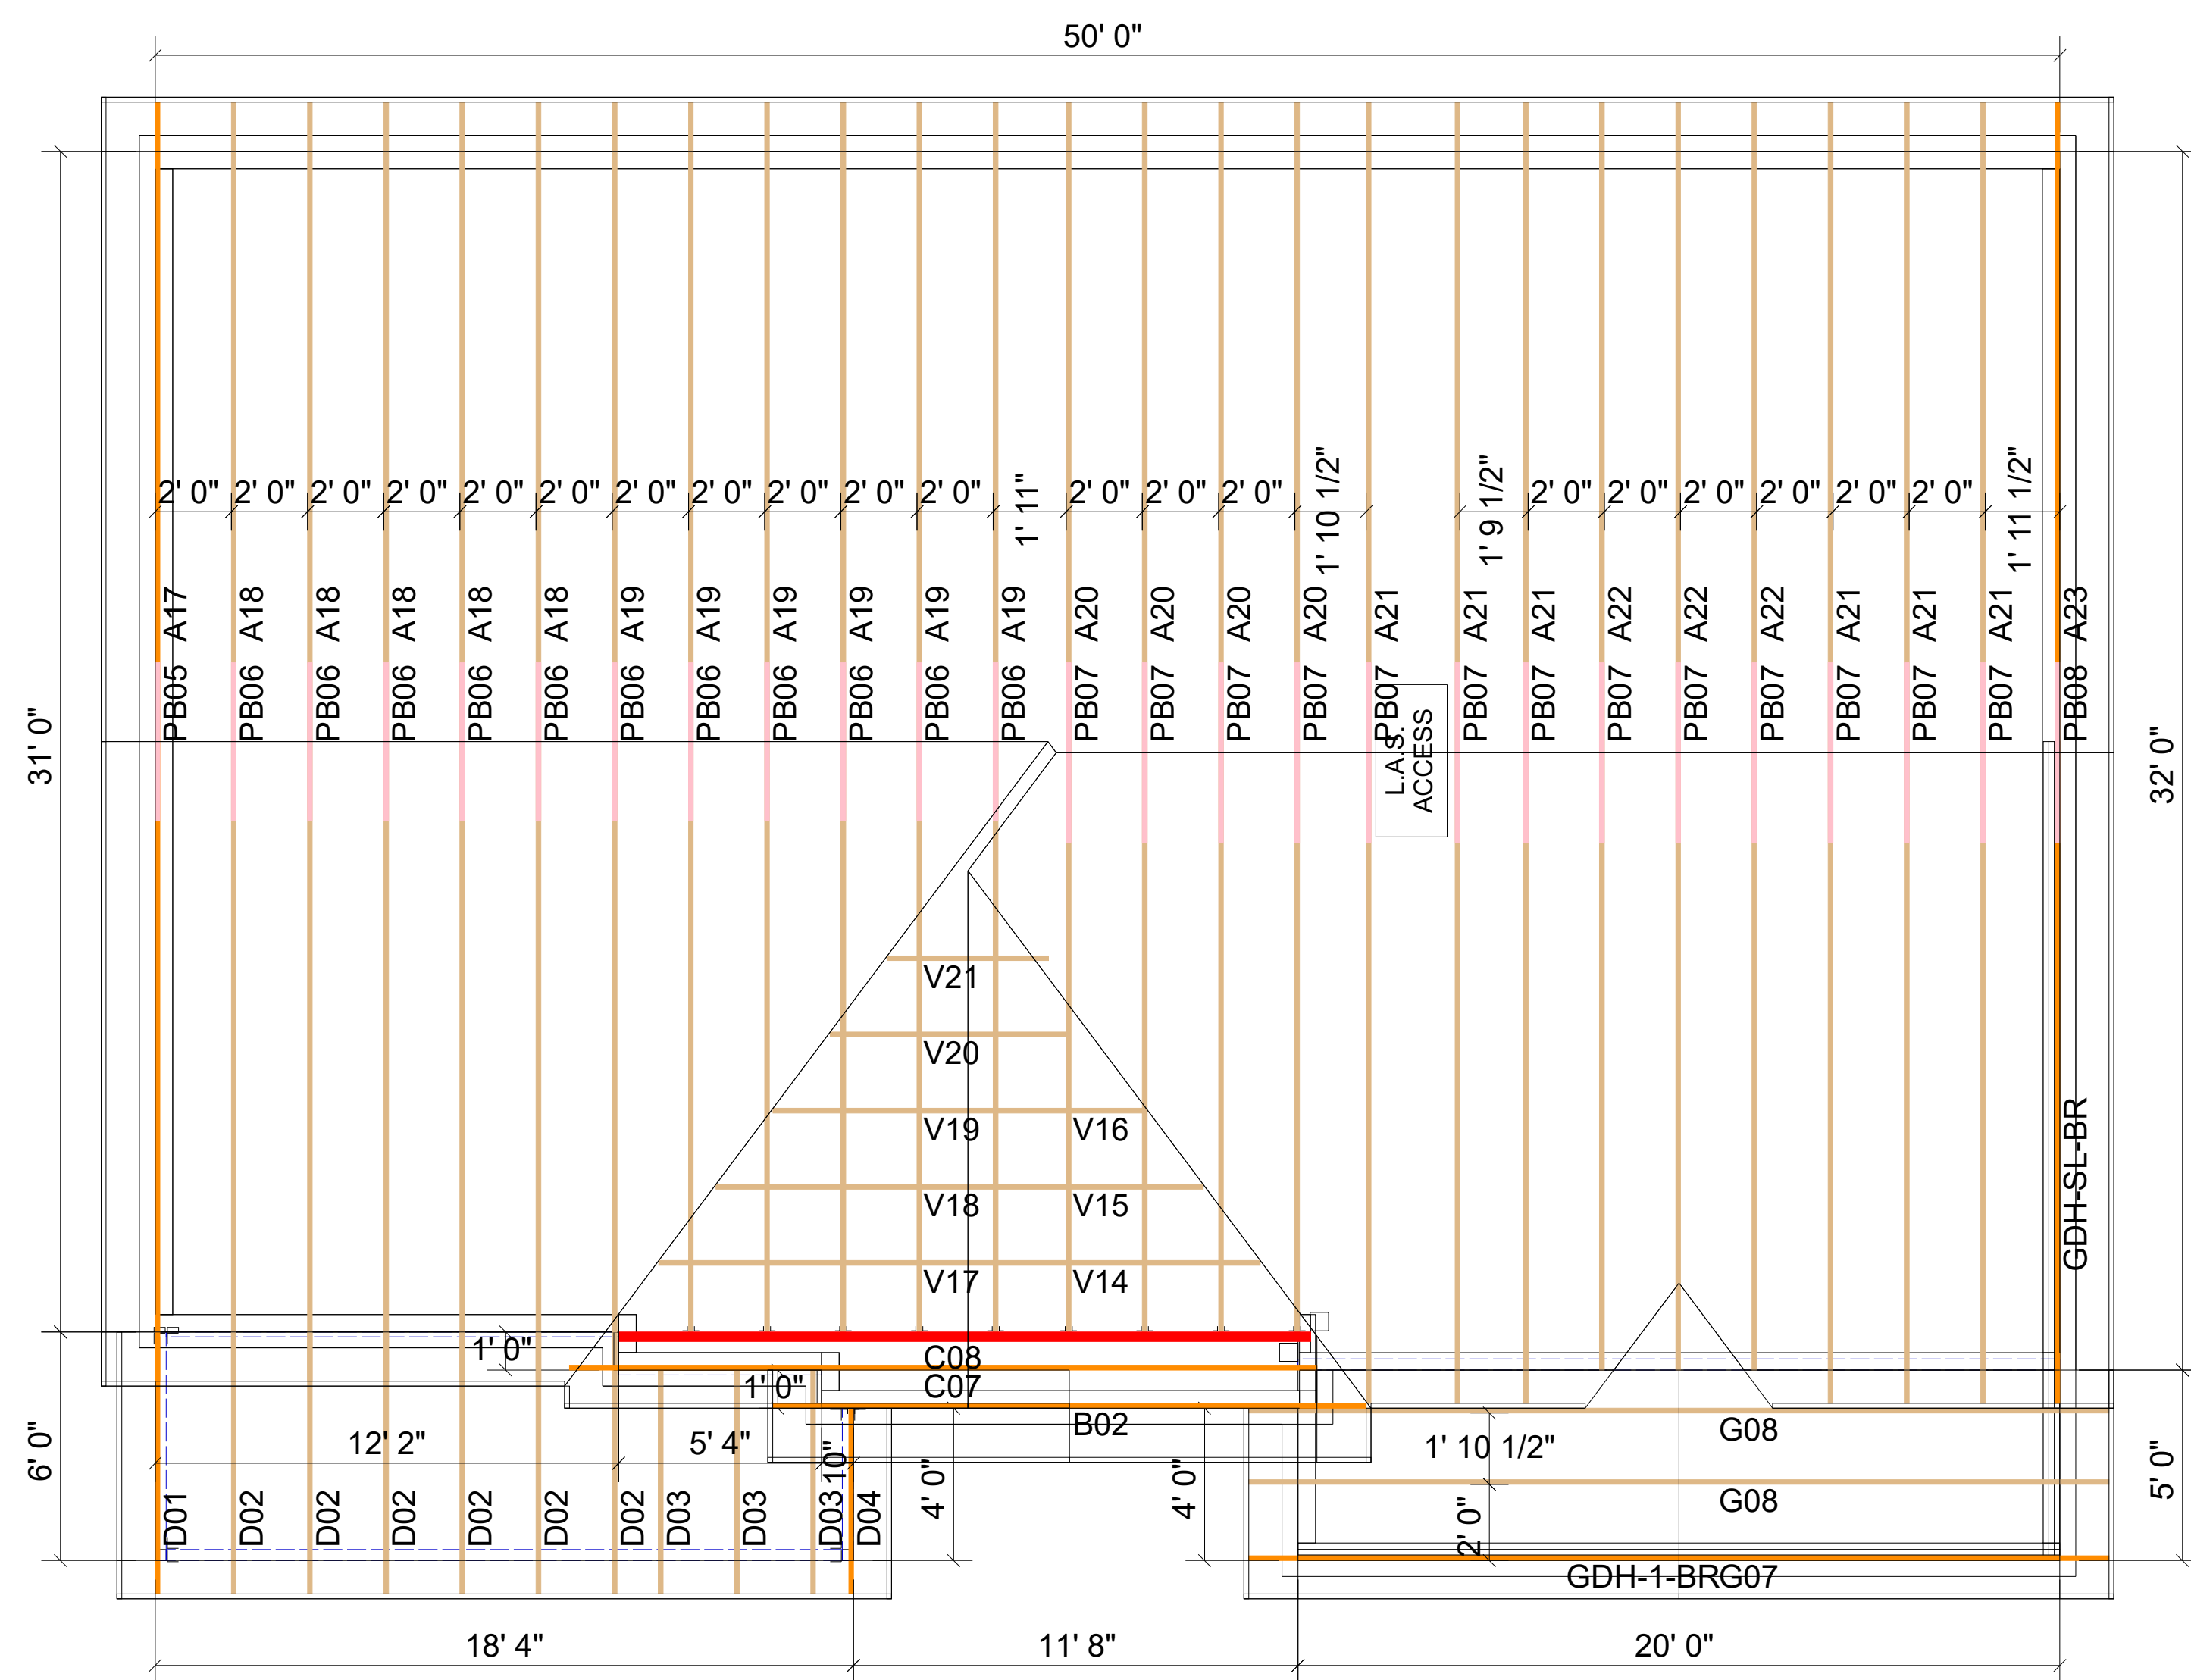 50' 0"
2' 0" 2' 0" 2' 0" 2' 0" 2' 0" 2' 0" 2' 0" 2' 0" 2' 0" 2' 0" 2' 0" 1' 11" 2' 0" 2' 0" 2' 0" 1' 10 1/2" 1' 9 1/2" 2' 0" 2' 0" 2' 0" 2' 0" 2' 0" 2' 0" 1' 11 1/2"
PB05 A17
PB06 A18
PB06 A18
PB06 A18
PB06 A18
PB06 A18
PB06 A19
PB06 A19
PB06 A19
PB06 A19
PB06 A19
PB06 A19
PB07 A20
PB07 A20
PB07 A20
PB07 A20
PB07 A21
PB07 A21
PB07 A21
PB07 A22
PB07 A22
PB07 A22
PB07 A21
PB07 A21
PB07 A21
PB08 A23
L.A.S.
ACCESS
31' 0"
32' 0"
V21
V20
V19 V16
V18 V15
V17 V14
GDH-SL-BR
1' 0"
C08
1' 0"
C07
B02
G08
12' 2" 5' 4" 10"
1' 10 1/2"
6' 0"
4' 0"
4' 0"
5' 0"
G08
2' 0"
D01
D02
D02
D02
D02
D02
D02
D03
D03
D03
D04
GDH-1-BRG07
18' 4" 11' 8" 20' 0"